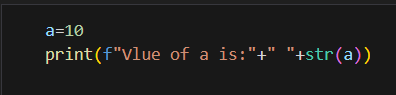 a=10
print(f"Vlue of a is:"+" "+str(a))